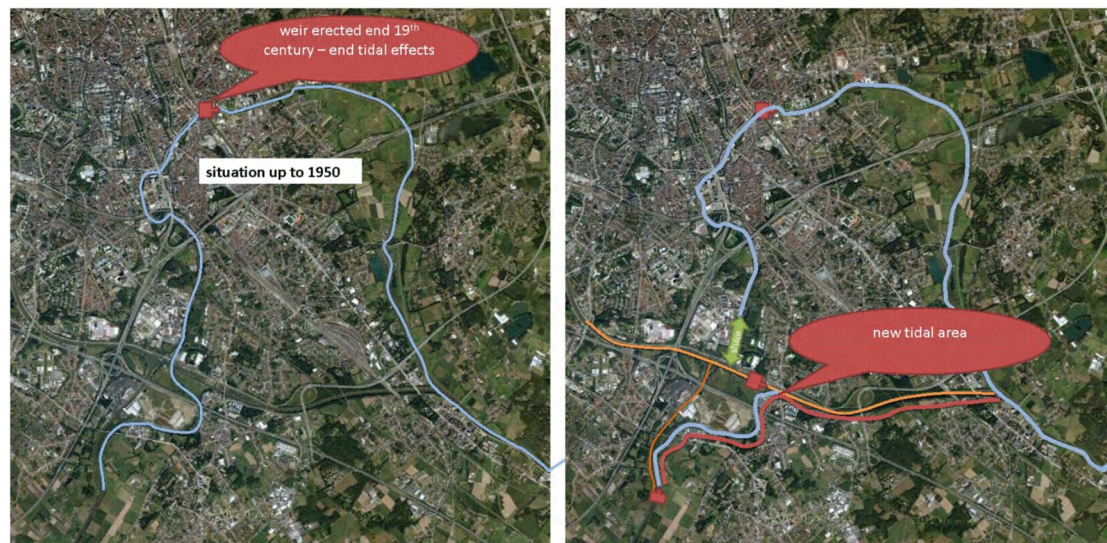 weir erected end 19th
century – end tidal effects
situation up to 1950
new tidal area